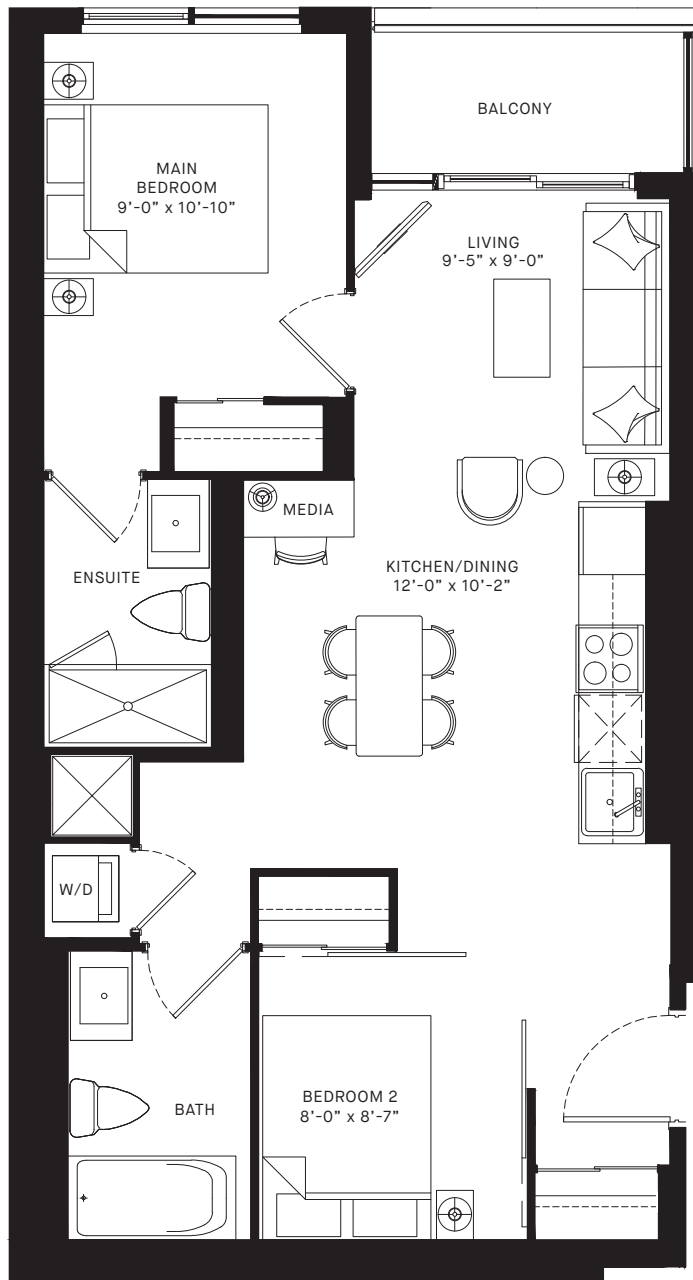 BALCONY
MAIN
BEDROOM
9'-0" x 10'-10"
LIVING
9'-5" x 9'-0"
MEDIA
KITCHEN/DINING
12'-0" x 10'-2"
ENSUITE
W/D
BEDROOM 2
8'-0" x 8'-7"
BATH